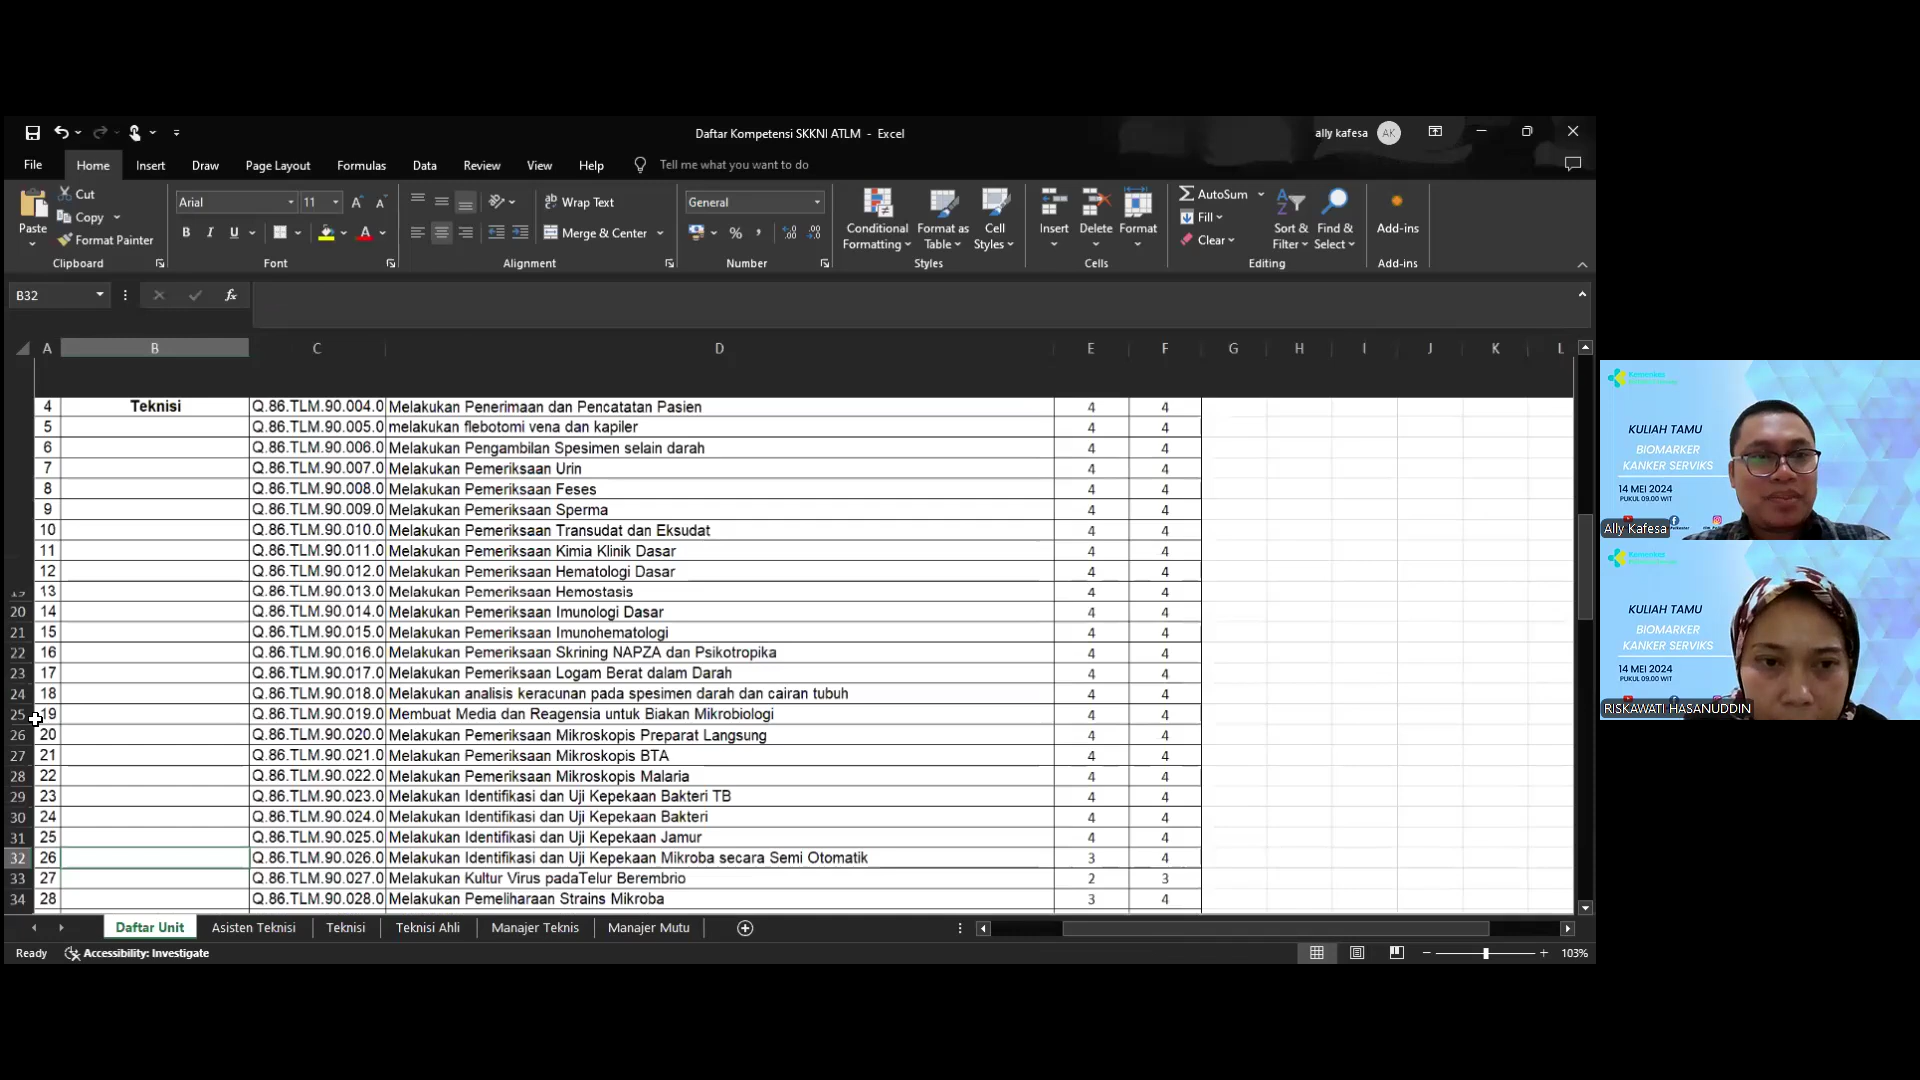 Daftar Kompetensi SKKNI ATLM - Excel
ally kafesa AK
File Home Insert Draw Page Layout Formulas Data Review View Help Tell me what you want to do
Paste
Cut
Copy
Format Painter
Clipboard
Arial 11
B I U
Font
Wrap Text
Merge & Center
Alignment
General
Number
Conditional Formatting
Format as Table
Cell Styles
Styles
Insert Delete Format
Cells
AutoSum
Fill
Clear
Sort & Filter
Find & Select
Editing
Add-ins
Add-ins
B32 fx
A B C D E F G H I J K L
4 Teknisi Q.86.TLM.90.004.0 Melakukan Penerimaan dan Pencatatan Pasien 4 4
5 Q.86.TLM.90.005.0 melakukan flebotomi vena dan kapiler 4 4
6 Q.86.TLM.90.006.0 Melakukan Pengambilan Spesimen selain darah 4 4
7 Q.86.TLM.90.007.0 Melakukan Pemeriksaan Urin 4 4
8 Q.86.TLM.90.008.0 Melakukan Pemeriksaan Feses 4 4
9 Q.86.TLM.90.009.0 Melakukan Pemeriksaan Sperma 4 4
10 Q.86.TLM.90.010.0 Melakukan Pemeriksaan Transudat dan Eksudat 4 4
11 Q.86.TLM.90.011.0 Melakukan Pemeriksaan Kimia Klinik Dasar 4 4
12 Q.86.TLM.90.012.0 Melakukan Pemeriksaan Hematologi Dasar 4 4
13 Q.86.TLM.90.013.0 Melakukan Pemeriksaan Hemostasis 4 4
20 14 Q.86.TLM.90.014.0 Melakukan Pemeriksaan Imunologi Dasar 4 4
21 15 Q.86.TLM.90.015.0 Melakukan Pemeriksaan Imunohematologi 4 4
22 16 Q.86.TLM.90.016.0 Melakukan Pemeriksaan Skrining NAPZA dan Psikotropika 4 4
23 17 Q.86.TLM.90.017.0 Melakukan Pemeriksaan Logam Berat dalam Darah 4 4
24 18 Q.86.TLM.90.018.0 Melakukan analisis keracunan pada spesimen darah dan cairan tubuh 4 4
25 19 Q.86.TLM.90.019.0 Membuat Media dan Reagensia untuk Biakan Mikrobiologi 4 4
26 20 Q.86.TLM.90.020.0 Melakukan Pemeriksaan Mikroskopis Preparat Langsung 4 4
27 21 Q.86.TLM.90.021.0 Melakukan Pemeriksaan Mikroskopis BTA 4 4
28 22 Q.86.TLM.90.022.0 Melakukan Pemeriksaan Mikroskopis Malaria 4 4
29 23 Q.86.TLM.90.023.0 Melakukan Identifikasi dan Uji Kepekaan Bakteri TB 4 4
30 24 Q.86.TLM.90.024.0 Melakukan Identifikasi dan Uji Kepekaan Bakteri 4 4
31 25 Q.86.TLM.90.025.0 Melakukan Identifikasi dan Uji Kepekaan Jamur 4 4
32 26 Q.86.TLM.90.026.0 Melakukan Identifikasi dan Uji Kepekaan Mikroba secara Semi Otomatik 3 4
33 27 Q.86.TLM.90.027.0 Melakukan Kultur Virus padaTelur Berembrio 2 3
34 28 Q.86.TLM.90.028.0 Melakukan Pemeliharaan Strains Mikroba 3 4
Daftar Unit Asisten Teknisi Teknisi Teknisi Ahli Manajer Teknis Manajer Mutu
Ready Accessibility: Investigate 103%
Kemenkes
KULIAH TAMU
BIOMARKER
KANKER SERVIKS
14 MEI 2024
PUKUL 09.00 WIT
Ally Kafesa
Kemenkes
KULIAH TAMU
BIOMARKER
KANKER SERVIKS
14 MEI 2024
PUKUL 09.00 WIT
RISKAWATI HASANUDDIN